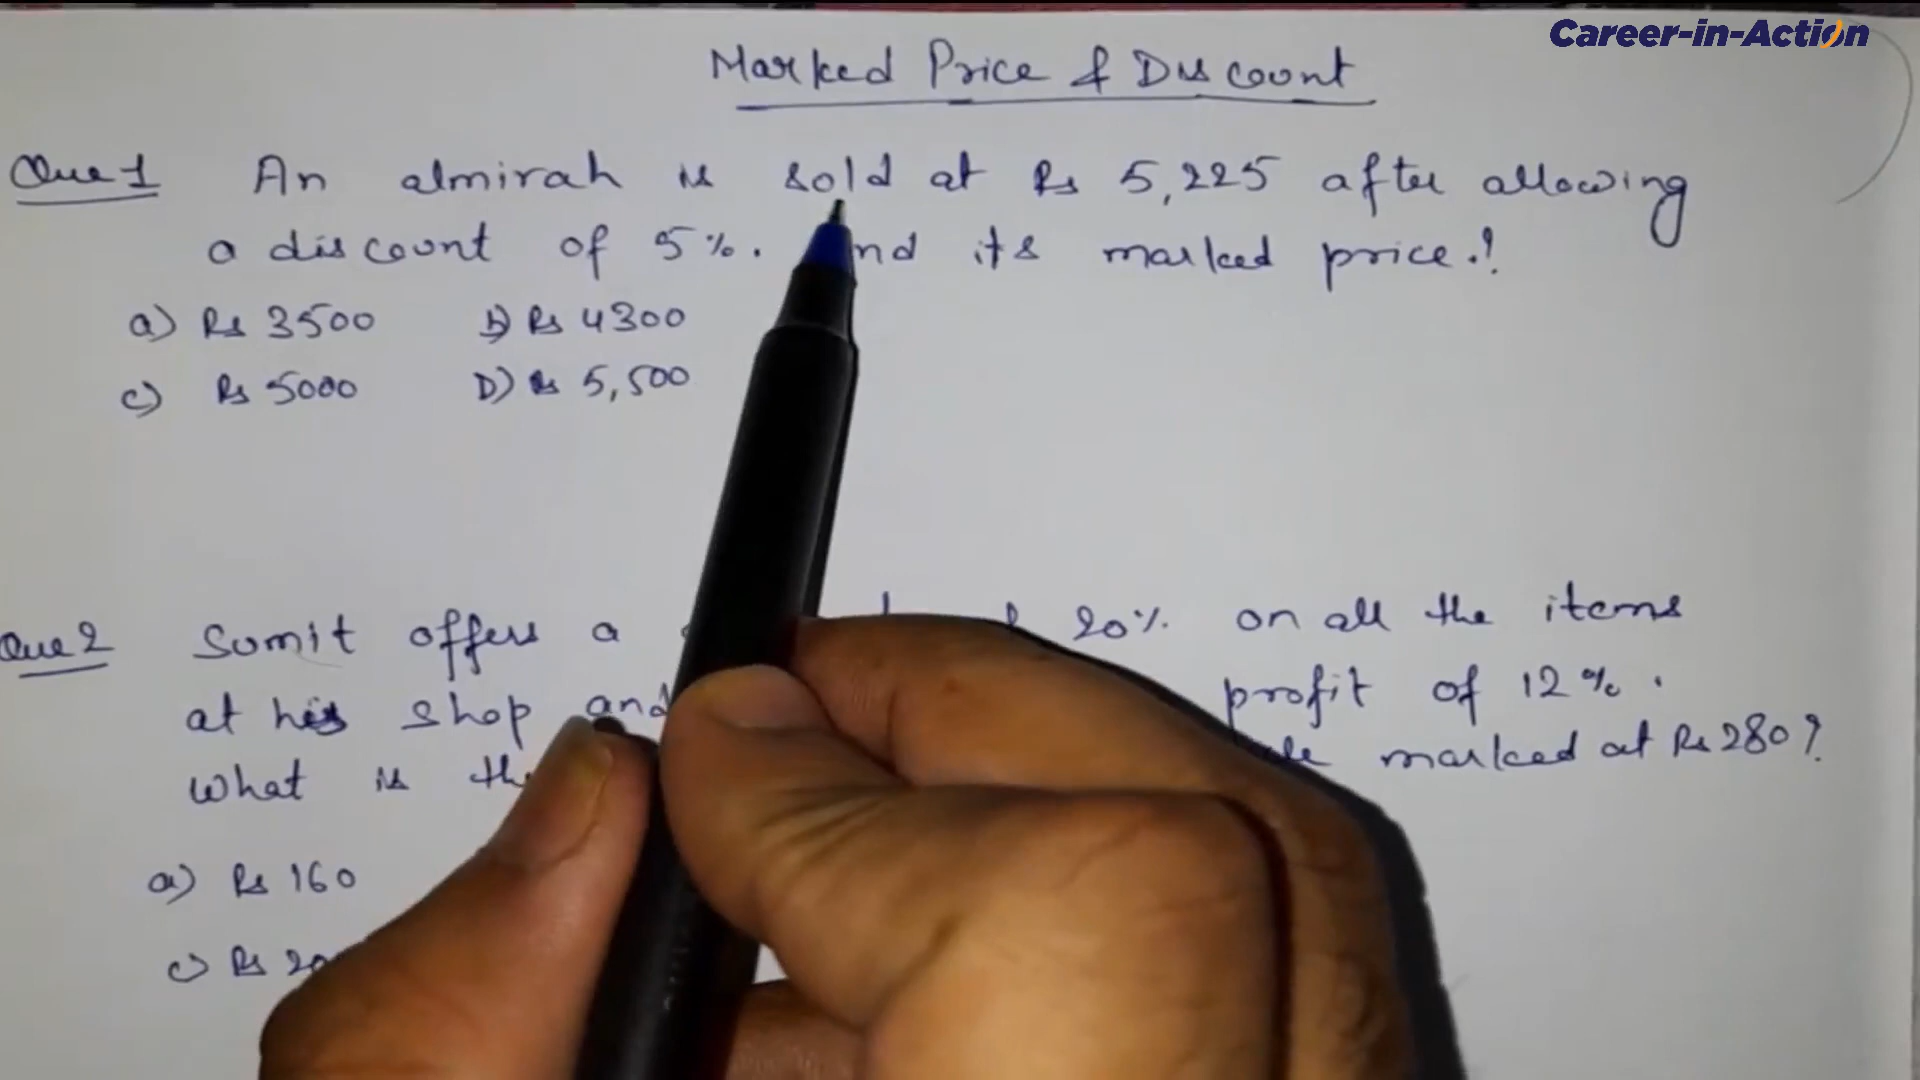 Career-in-Action
Marked Price & Discount
Que 1 An almirah is sold at Rs 5,225 after allowing
a discount of 5%. its marked price.!
a) Rs 3500 b) Rs 4300
c) Rs 5000 D) Rs 5,500
Que 2 Sumit offers a 20% on all the items
at his shop and profit of 12%.
What is the marked at Rs 280?
a) Rs 160
c) Rs